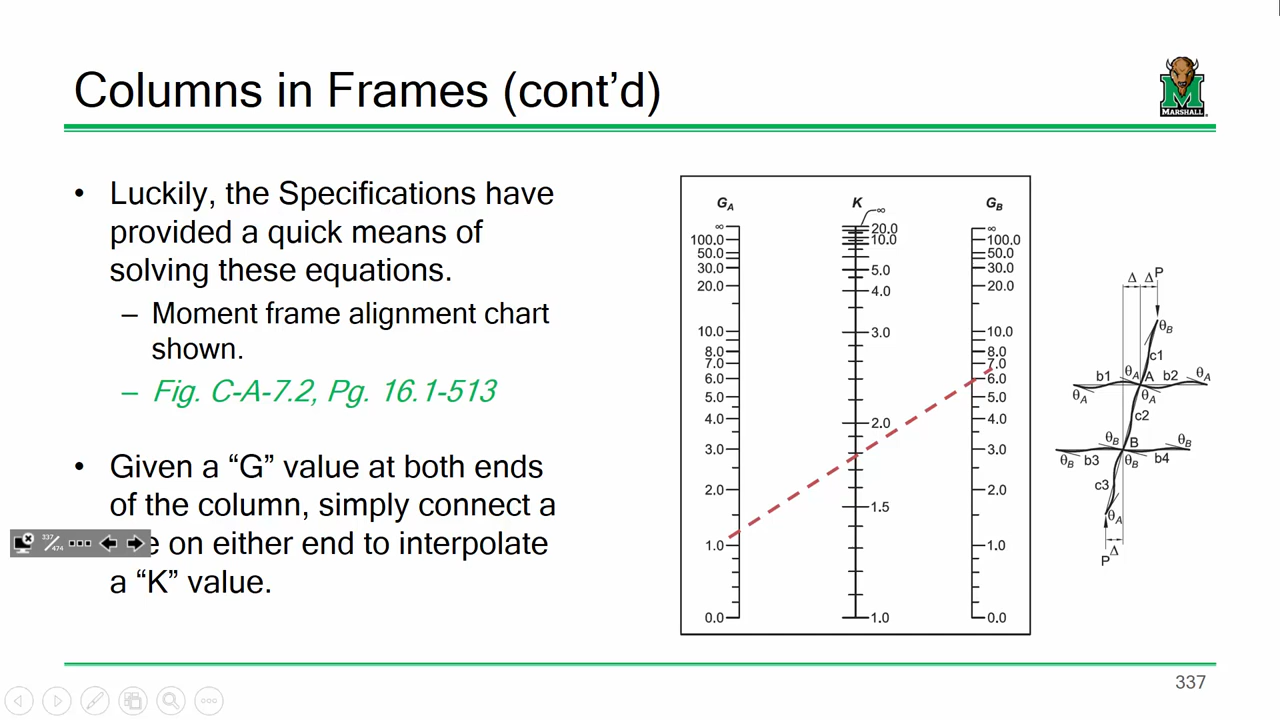 Columns in Frames (cont’d)
MARSHALL
• Luckily, the Specifications have
provided a quick means of
solving these equations.
– Moment frame alignment chart
shown.
– Fig. C-A-7.2, Pg. 16.1-513
• Given a “G” value at both ends
of the column, simply connect a
e on either end to interpolate
a “K” value.
337/474
G_A K G_B
∞ ∞ ∞
20.0
100.0 10.0 100.0
50.0 50.0
30.0 5.0 30.0
20.0 4.0 20.0
10.0 3.0 10.0
8.0 8.0
7.0 7.0
6.0 6.0
5.0 5.0
4.0 2.0 4.0
3.0 3.0
2.0 2.0
1.5
1.0 1.0
0.0 1.0 0.0
Δ Δ P
θB
c1
b1 θA A b2 θA
θA θA
c2
θB B θB
θB b3 θB b4
c3
θA
Δ
P
337